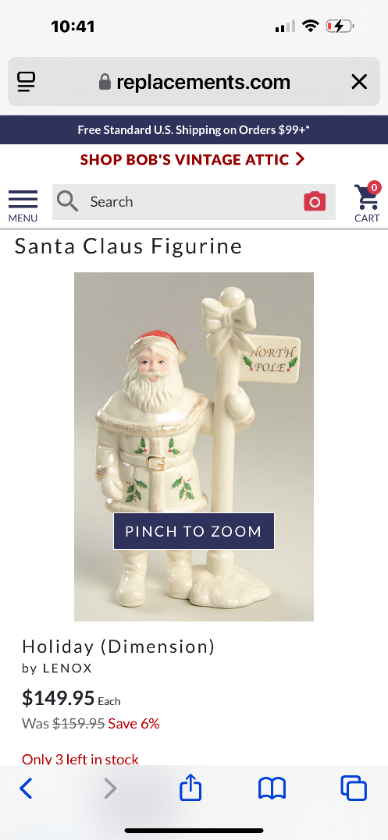 10:41
replacements.com
Free Standard U.S. Shipping on Orders $99+*
SHOP BOB'S VINTAGE ATTIC >
MENU
Search
0
CART
Santa Claus Figurine
NORTH
POLE
PINCH TO ZOOM
Holiday (Dimension)
by LENOX
$149.95 Each
Was $159.95 Save 6%
Only 3 left in stock